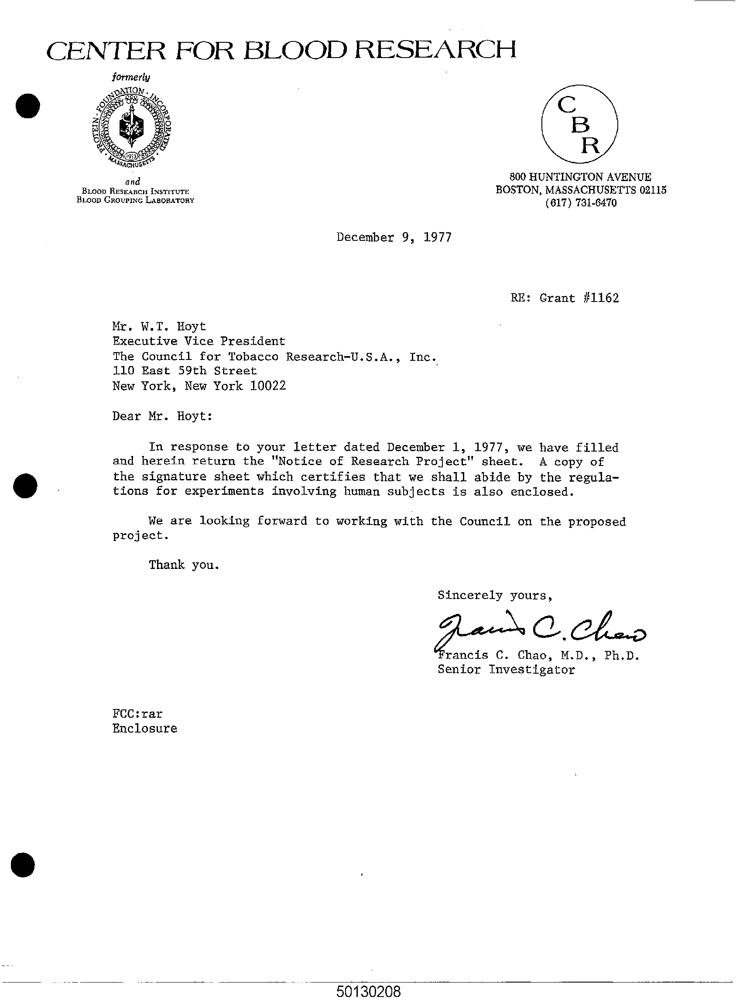 CENTER FOR BLOOD RESEARCH
formerly
PROTEIN · FOUNDATION · INCORPORATED
MASSACHUSETTS
and
BLOOD RESEARCH INSTITUTE
BLOOD GROUPING LABORATORY
C
B
R
800 HUNTINGTON AVENUE
BOSTON, MASSACHUSETTS 02115
(617) 731-6470
December 9, 1977
RE: Grant #1162
Mr. W.T. Hoyt
Executive Vice President
The Council for Tobacco Research-U.S.A., Inc.
110 East 59th Street
New York, New York 10022
Dear Mr. Hoyt:
In response to your letter dated December 1, 1977, we have filled
and herein return the "Notice of Research Project" sheet. A copy of
the signature sheet which certifies that we shall abide by the regula-
tions for experiments involving human subjects is also enclosed.
We are looking forward to working with the Council on the proposed
project.
Thank you.
Sincerely yours,
Francis C. Chao
Francis C. Chao, M.D., Ph.D.
Senior Investigator
FCC:rar
Enclosure
50130208